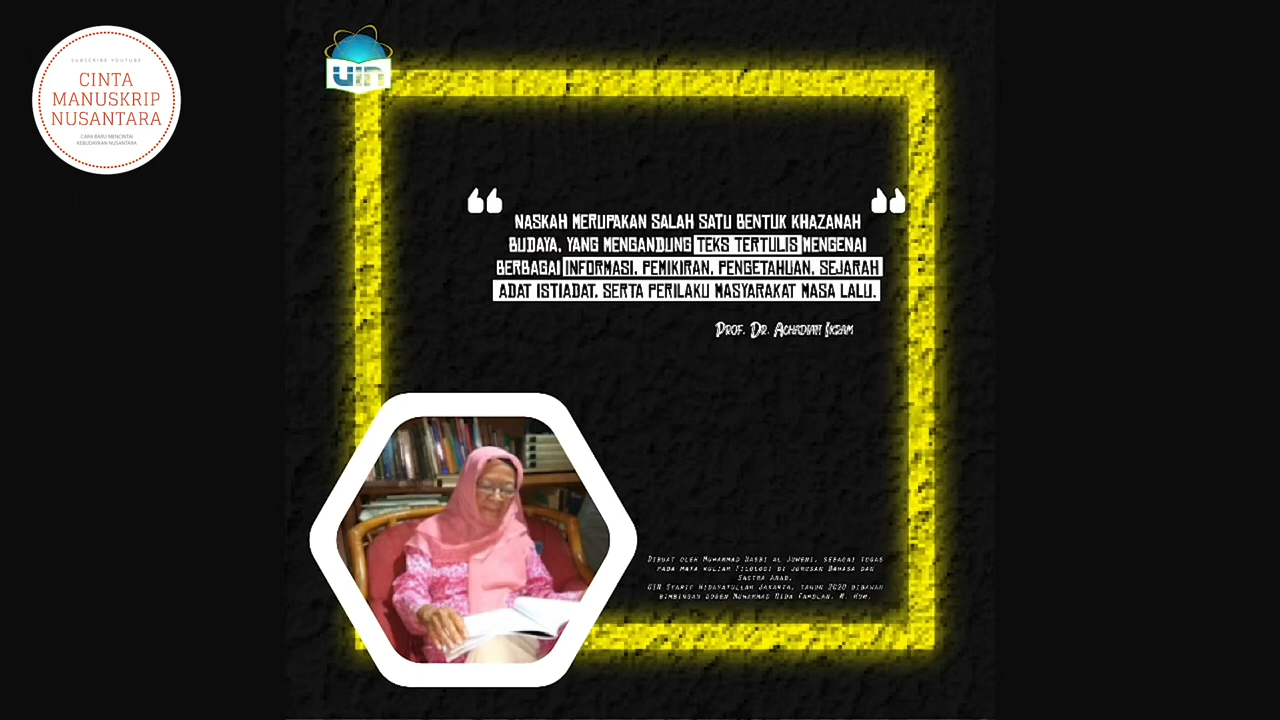 SUBSCRIBE YOUTUBE
CINTA
MANUSKRIP
NUSANTARA
CARA BARU MENCINTAI
KEBUDAYAAN NUSANTARA
UIN
NASKAH MERUPAKAN SALAH SATU BENTUK KHAZANAH
BUDAYA, YANG MENGANDUNG TEKS TERTULIS MENGENAI
BERBAGAI INFORMASI, PEMIKIRAN, PENGETAHUAN, SEJARAH
ADAT ISTIADAT, SERTA PERILAKU MASYARAKAT MASA LALU.
PROF. DR. ACHADIATI IKRAM
DIBUAT OLEH MUHAMMAD HASBI AL JUWENI, SEBAGAI TUGAS
PADA MATA KULIAH FILOLOGI DI JURUSAN BAHASA DAN
SASTRA ARAB,
UIN SYARIF HIDAYATULLAH JAKARTA, TAHUN 2020 DIBAWAH
BIMBINGAN DOSEN MUHAMMAD NIDA FADLAN, M. HUM.